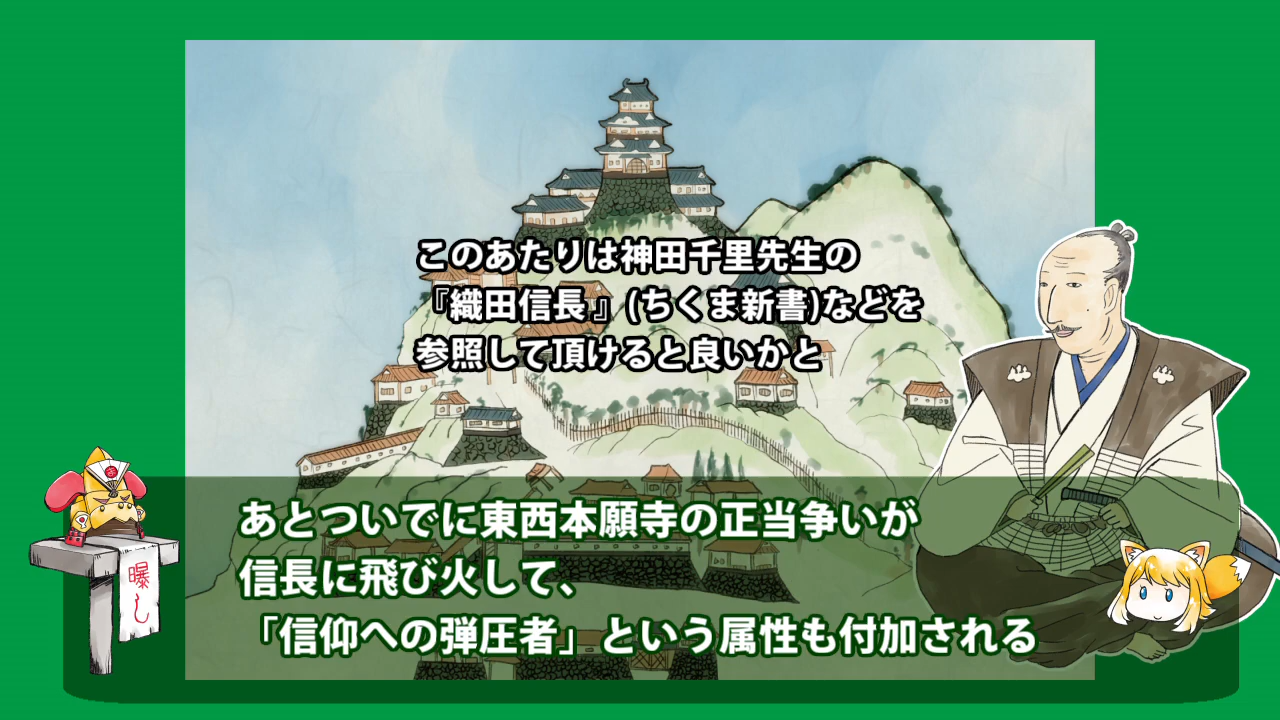 このあたりは神田千里先生の
『織田信長』(ちくま新書)などを
参照して頂けると良いかと
あとついでに東西本願寺の正当争いが
信長に飛び火して、
「信仰への弾圧者」という属性も付加される
曝し